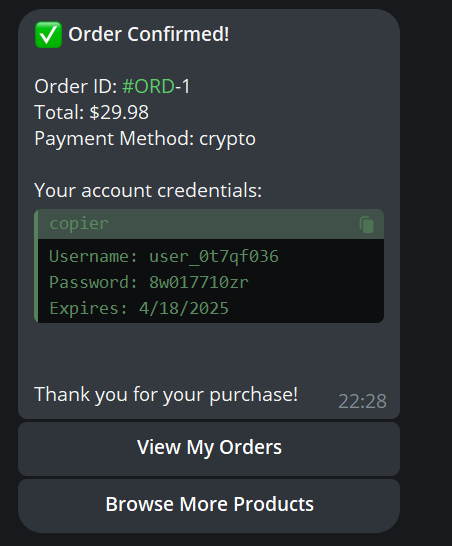 ✅ Order Confirmed!
Order ID: #ORD-1
Total: $29.98
Payment Method: crypto
Your account credentials:
copier
Username: user_0t7qf036
Password: 8w017710zr
Expires: 4/18/2025
Thank you for your purchase!
22:28
View My Orders
Browse More Products